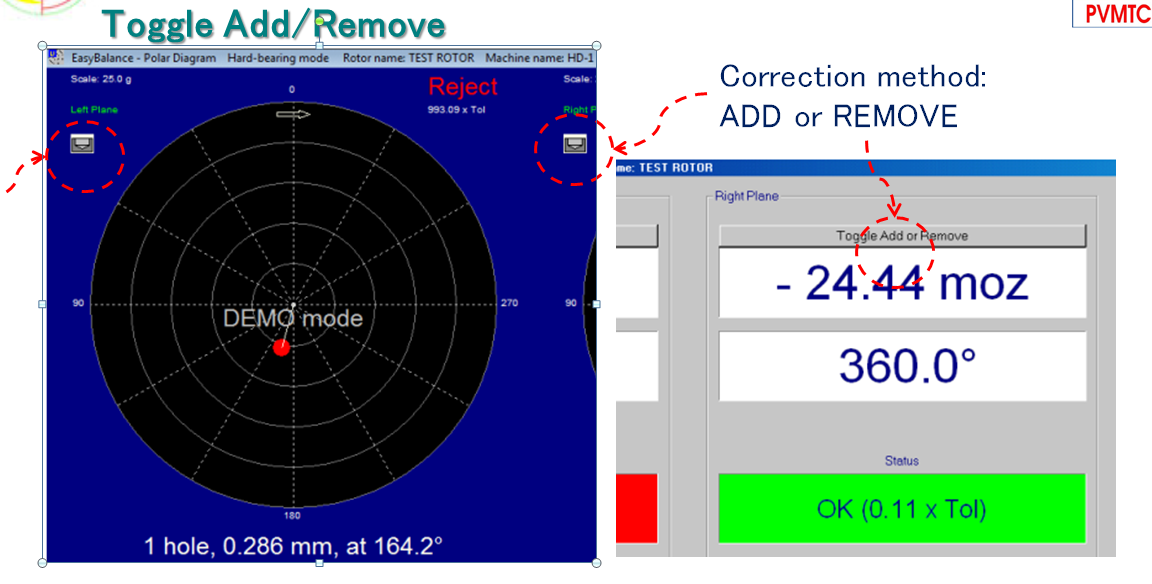 Toggle Add/Remove
PVMTC
EasyBalance - Polar Diagram Hard-bearing mode Rotor name: TEST ROTOR Machine name: HD-1
Scale: 25.0 g
Reject
Scale:
Left Plane
0
993.09 x Tol
Right P
90
270
90
DEMO mode
180
1 hole, 0.286 mm, at 164.2°
Correction method:
ADD or REMOVE
me: TEST ROTOR
Right Plane
Toggle Add or Remove
- 24.44 moz
360.0°
Status
OK (0.11 x Tol)